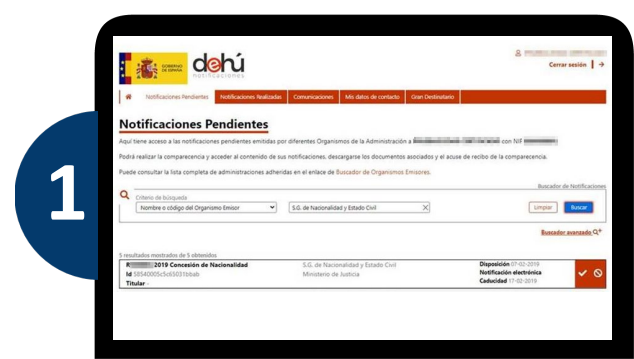 1
GOBIERNO
DE ESPAÑA
dehú
notificaciones
Cerrar sesión
Notificaciones Pendientes
Notificaciones Realizadas
Comunicaciones
Mis datos de contacto
Gran Destinatario
Notificaciones Pendientes
Aquí tiene acceso a las notificaciones pendientes emitidas por diferentes Organismos de la Administración a con NIF
Podrá realizar la comparecencia y acceder al contenido de sus notificaciones, descargarse los documentos asociados y el acuse de recibo de la comparecencia.
Puede consultar la lista completa de administraciones adheridas en el enlace de Buscador de Organismos Emisores.
Buscador de Notificaciones
Criterio de búsqueda
Nombre o código del Organismo Emisor
S.G. de Nacionalidad y Estado Civil
Limpiar
Buscar
Buscador avanzado
5 resultados mostrados de 5 obtenidos
R 2019 Concesión de Nacionalidad
Id
Titular -
S.G. de Nacionalidad y Estado Civil
Ministerio de Justicia
Disposición 07-02-2019
Notificación electrónica
Caducidad 17-02-2019